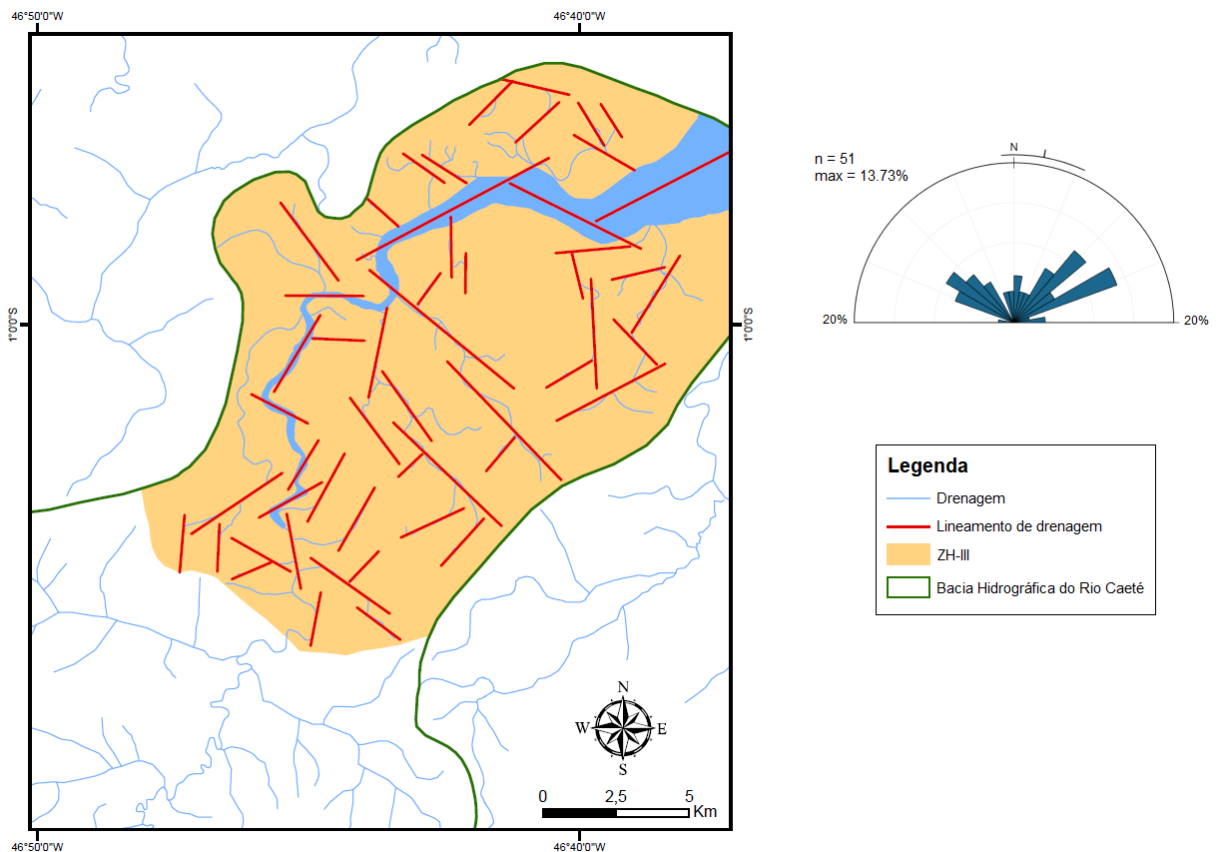 46°50'0"W
46°40'0"W
1°0'0"S
1°0'0"S
46°50'0"W
46°40'0"W
N
W
E
S
0
2,5
5
Km
n = 51
max = 13.73%
N
20%
20%
Legenda
Drenagem
Lineamento de drenagem
ZH-III
Bacia Hidrográfica do Rio Caeté